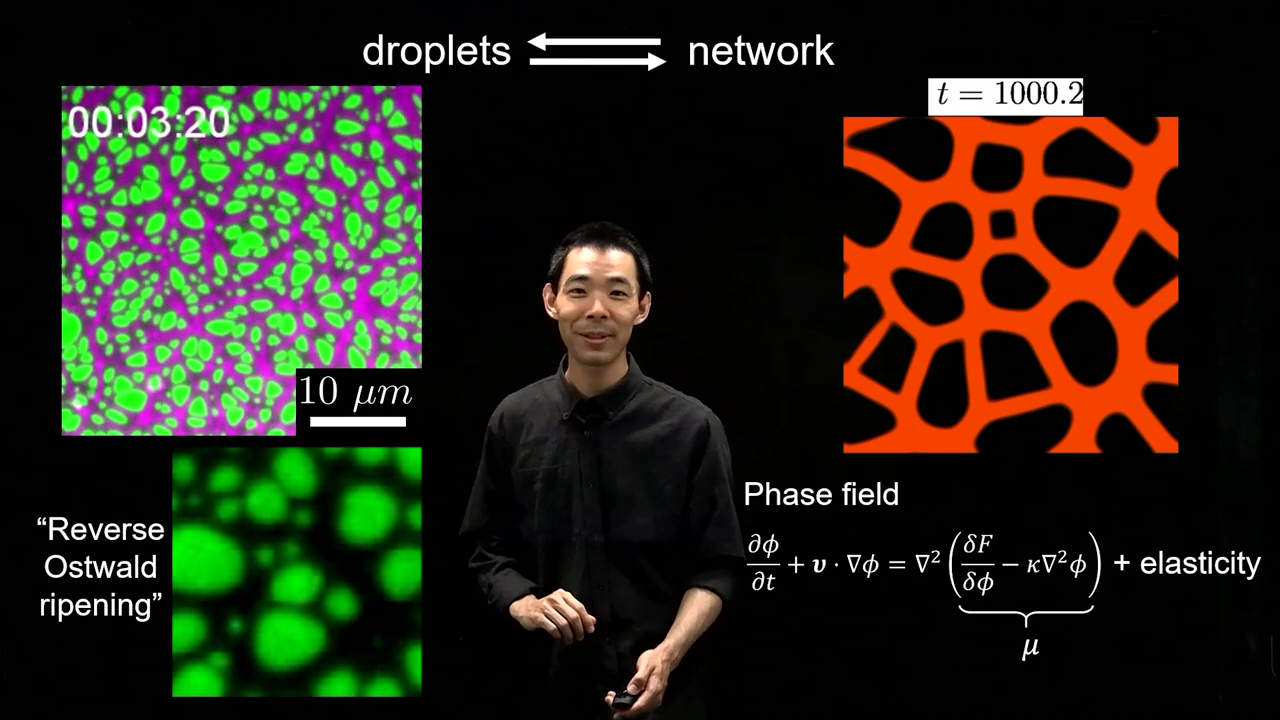 droplets ⇄ network
00:03:20
10 μm
“Reverse
Ostwald
ripening”
t = 1000.2
Phase field
∂ϕ/∂t + 𝒗 · ∇ϕ = ∇²(δF/δϕ − κ∇²ϕ) + elasticity
μ